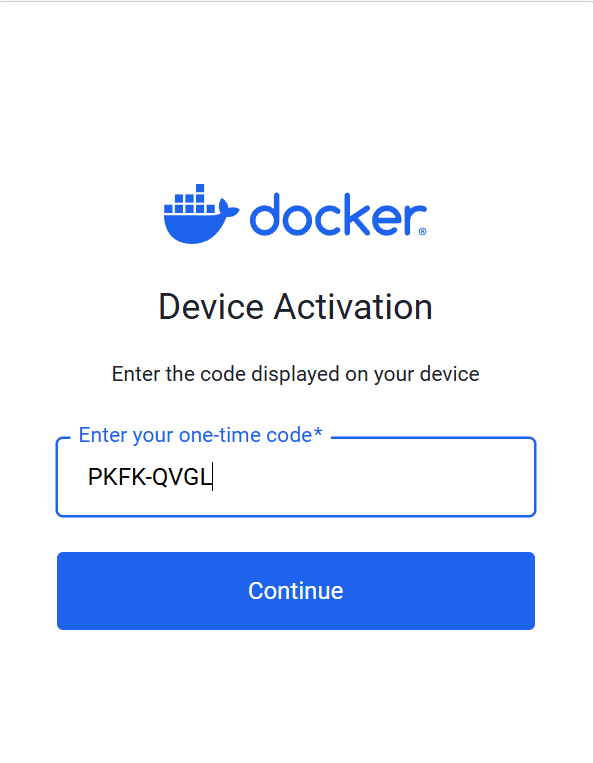 docker®
Device Activation
Enter the code displayed on your device
Enter your one-time code*
PKFK-QVGL
Continue